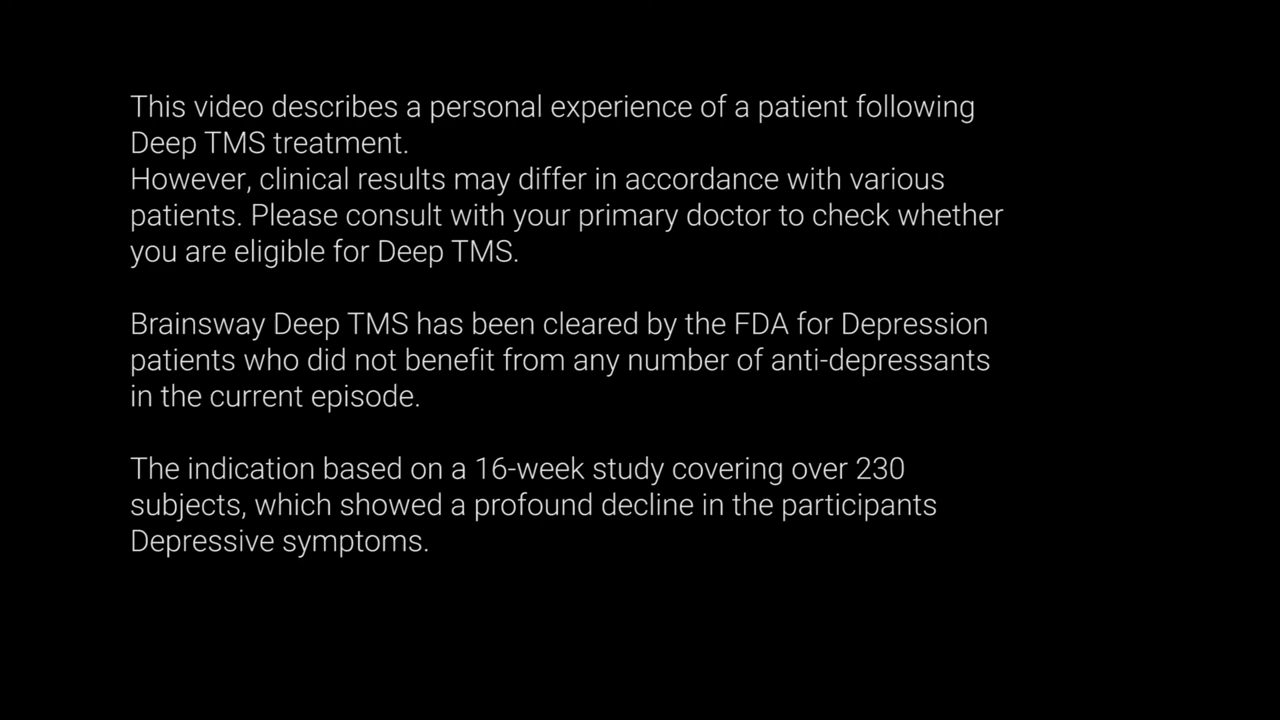 This video describes a personal experience of a patient following
Deep TMS treatment.
However, clinical results may differ in accordance with various
patients. Please consult with your primary doctor to check whether
you are eligible for Deep TMS.
Brainsway Deep TMS has been cleared by the FDA for Depression
patients who did not benefit from any number of anti-depressants
in the current episode.
The indication based on a 16-week study covering over 230
subjects, which showed a profound decline in the participants
Depressive symptoms.